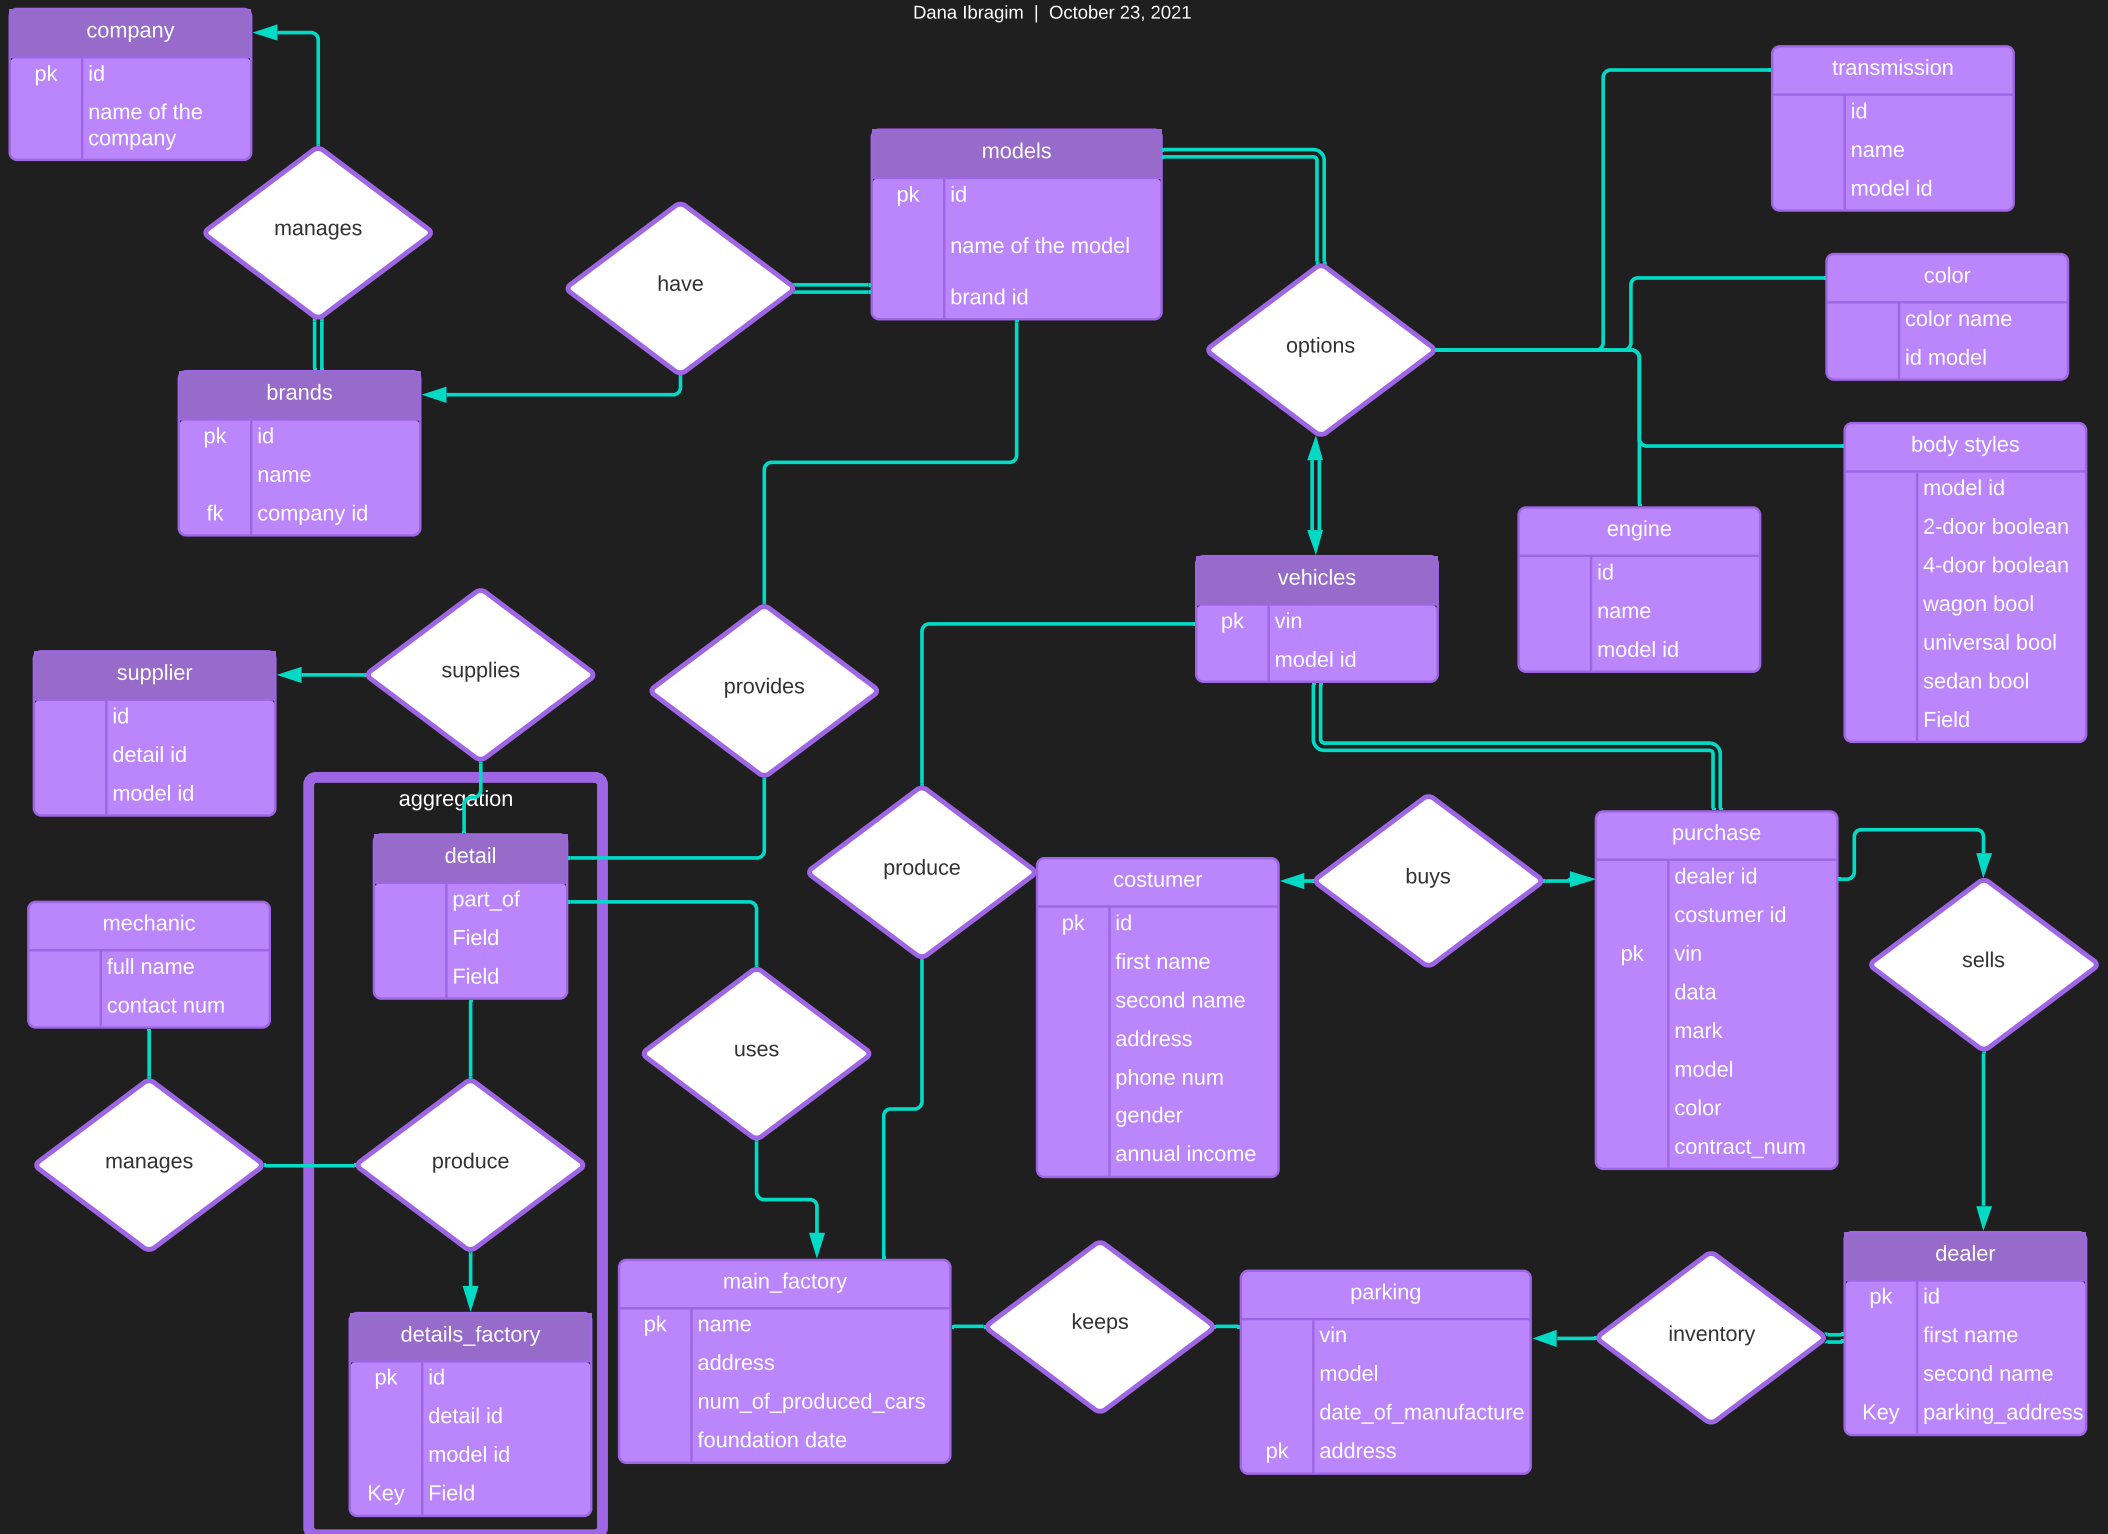 Dana Ibragim | October 23, 2021
company
pk id
name of the
company
manages
brands
pk id
name
fk company id
have
models
pk id
name of the model
brand id
options
transmission
id
name
model id
color
color name
id model
body styles
model id
2-door boolean
4-door boolean
wagon bool
universal bool
sedan bool
Field
engine
id
name
model id
vehicles
pk vin
model id
supplies
supplier
id
detail id
model id
provides
aggregation
detail
part_of
Field
Field
mechanic
full name
contact num
manages
produce
details_factory
pk id
detail id
model id
Key Field
uses
produce
costumer
pk id
first name
second name
address
phone num
gender
annual income
buys
purchase
dealer id
costumer id
pk vin
data
mark
model
color
contract_num
sells
main_factory
pk name
address
num_of_produced_cars
foundation date
keeps
parking
vin
model
date_of_manufacture
pk address
inventory
dealer
pk id
first name
second name
Key parking_address